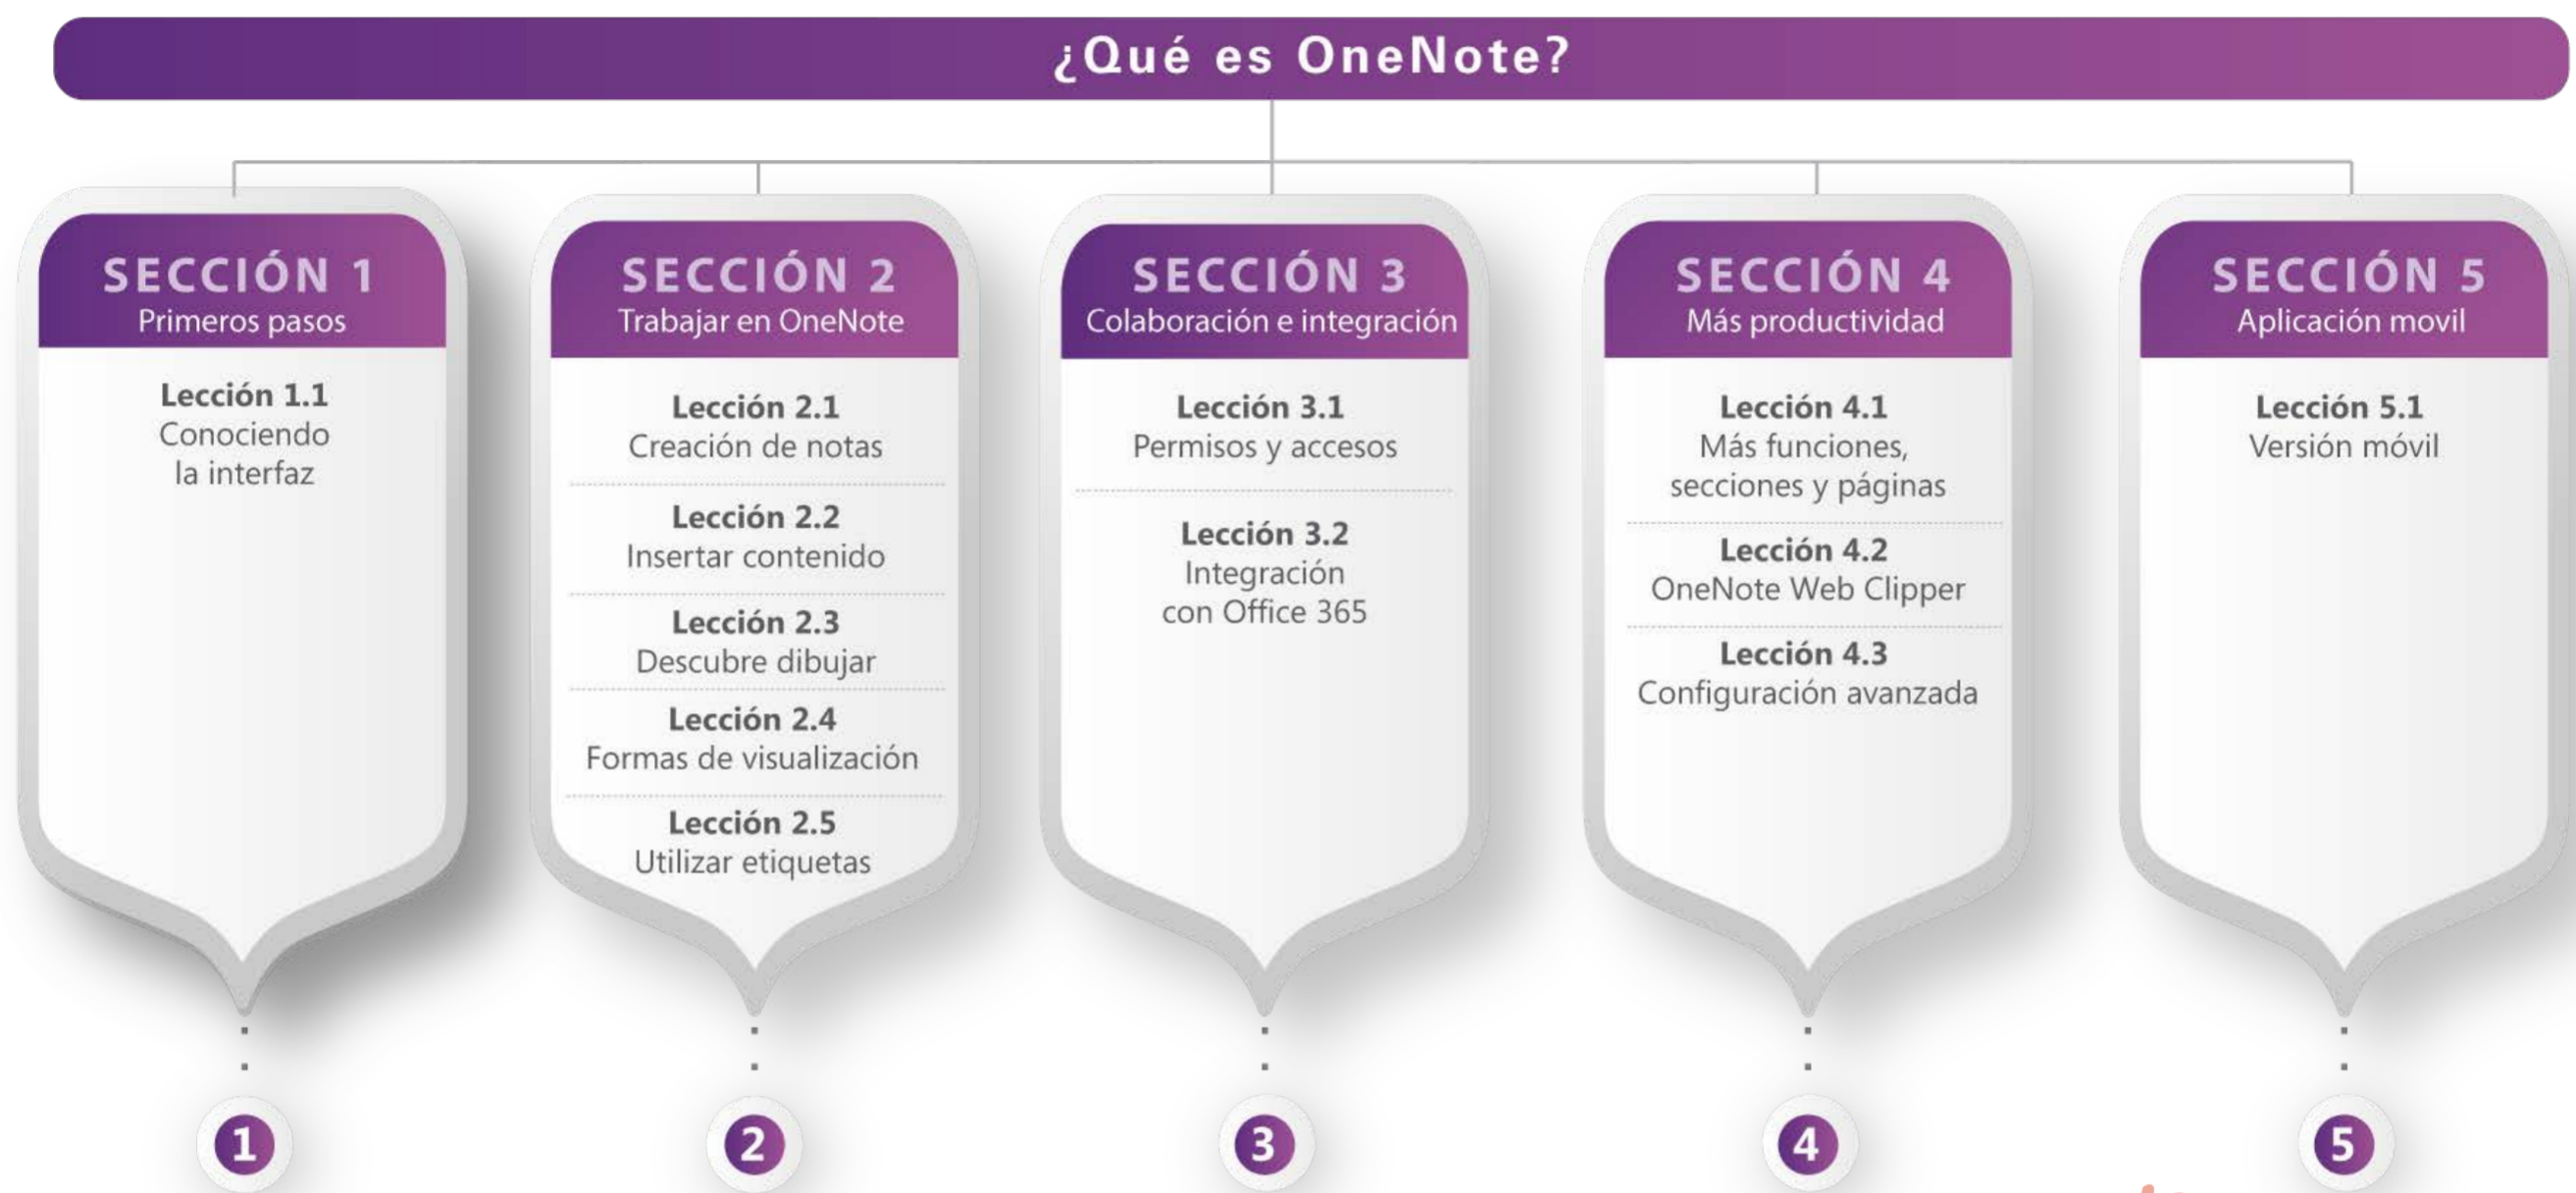 ¿Qué es OneNote?
SECCIÓN 1
Primeros pasos
Lección 1.1
Conociendo
la interfaz
1
SECCIÓN 2
Trabajar en OneNote
Lección 2.1
Creación de notas
Lección 2.2
Insertar contenido
Lección 2.3
Descubre dibujar
Lección 2.4
Formas de visualización
Lección 2.5
Utilizar etiquetas
2
SECCIÓN 3
Colaboración e integración
Lección 3.1
Permisos y accesos
Lección 3.2
Integración
con Office 365
3
SECCIÓN 4
Más productividad
Lección 4.1
Más funciones,
secciones y páginas
Lección 4.2
OneNote Web Clipper
Lección 4.3
Configuración avanzada
4
SECCIÓN 5
Aplicación movil
Lección 5.1
Versión móvil
5